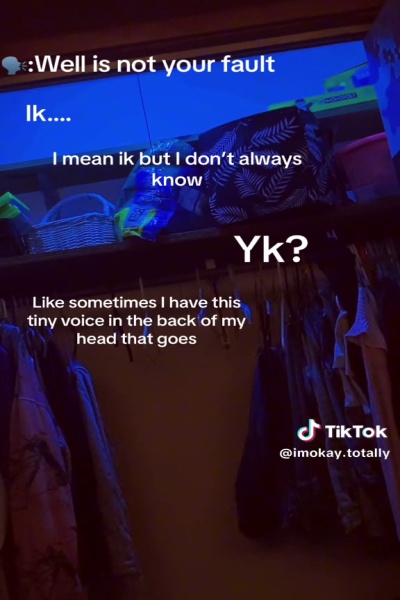 🗣️:Well is not your fault
Ik....
I mean ik but I don't always
know
Yk?
Like sometimes I have this
tiny voice in the back of my
head that goes
TikTok
@imokay.totally